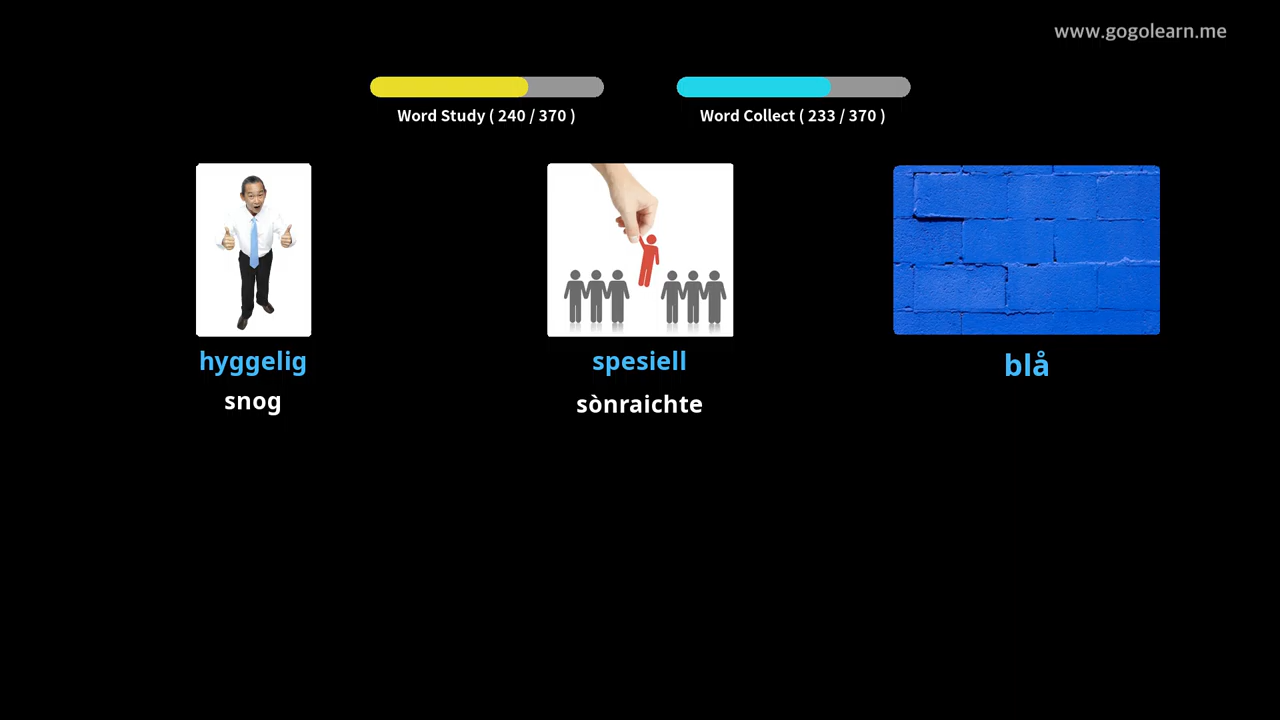 www.gogolearn.me
Word Study ( 240 / 370 )
Word Collect ( 233 / 370 )
hyggelig
spesiell
blå
snog
sònraichte